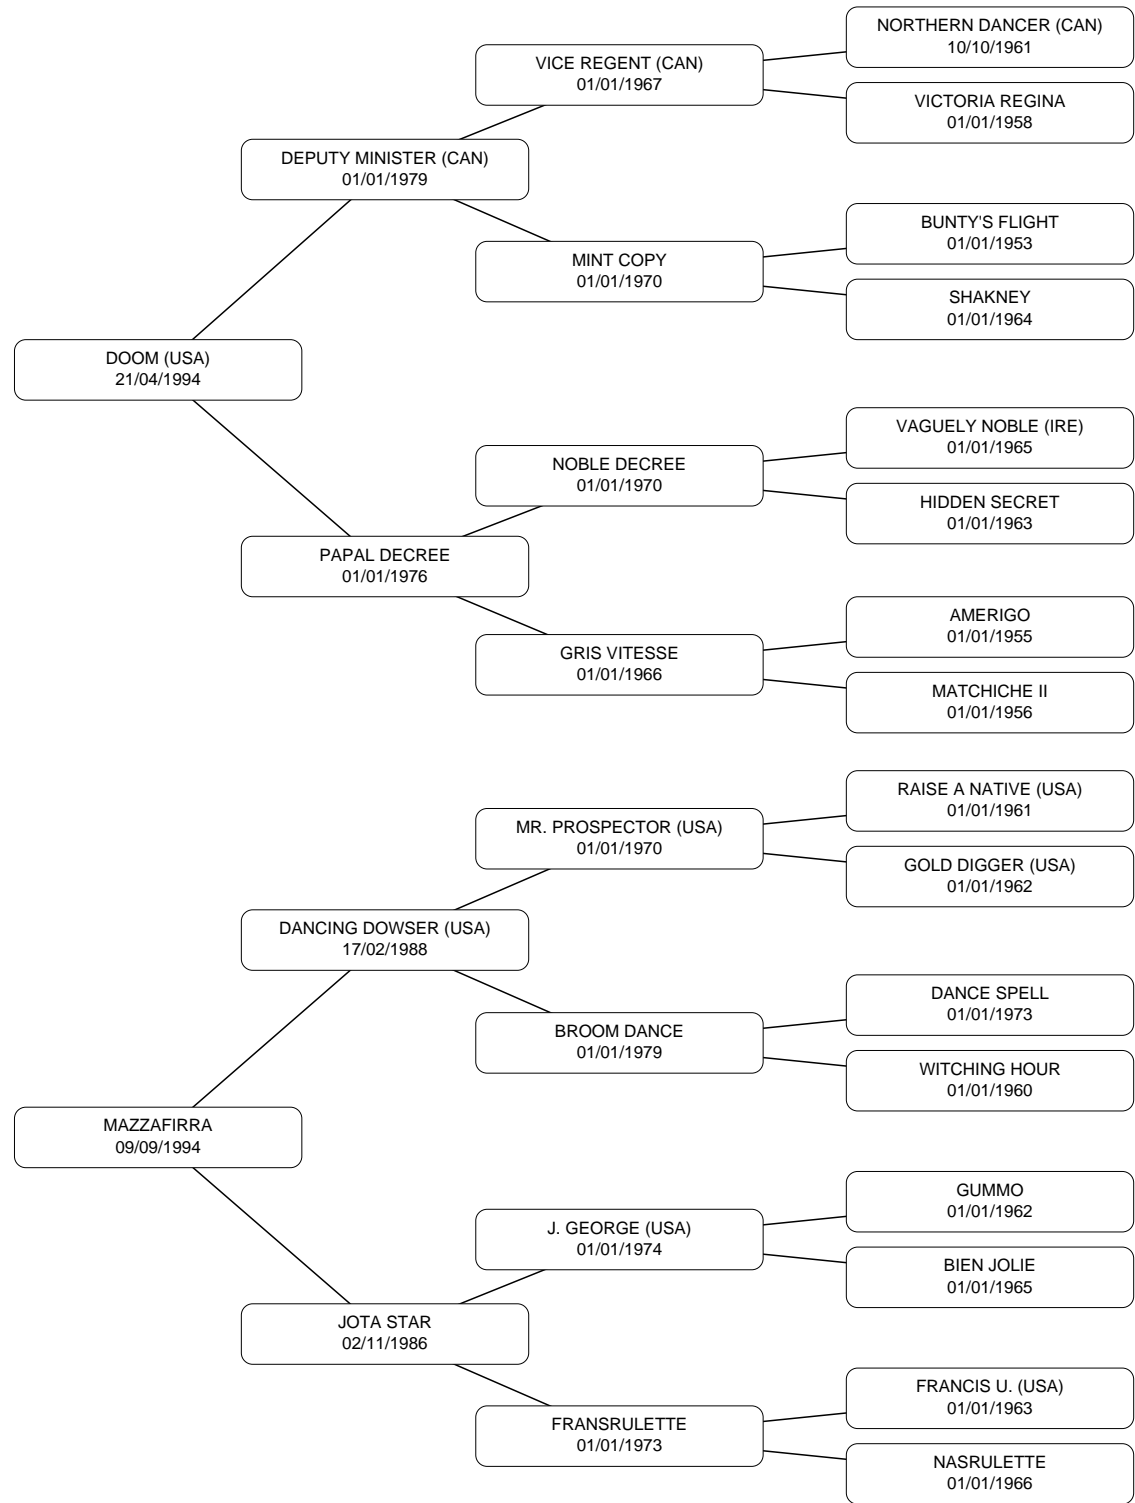 NORTHERN DANCER (CAN)
10/10/1961
VICE REGENT (CAN)
01/01/1967
VICTORIA REGINA
01/01/1958
DEPUTY MINISTER (CAN)
01/01/1979
BUNTY'S FLIGHT
01/01/1953
MINT COPY
01/01/1970
SHAKNEY
01/01/1964
DOOM (USA)
21/04/1994
VAGUELY NOBLE (IRE)
01/01/1965
NOBLE DECREE
01/01/1970
HIDDEN SECRET
01/01/1963
PAPAL DECREE
01/01/1976
AMERIGO
01/01/1955
GRIS VITESSE
01/01/1966
MATCHICHE II
01/01/1956
RAISE A NATIVE (USA)
01/01/1961
MR. PROSPECTOR (USA)
01/01/1970
GOLD DIGGER (USA)
01/01/1962
DANCING DOWSER (USA)
17/02/1988
DANCE SPELL
01/01/1973
BROOM DANCE
01/01/1979
WITCHING HOUR
01/01/1960
MAZZAFIRRA
09/09/1994
GUMMO
01/01/1962
J. GEORGE (USA)
01/01/1974
BIEN JOLIE
01/01/1965
JOTA STAR
02/11/1986
FRANCIS U. (USA)
01/01/1963
FRANSRULETTE
01/01/1973
NASRULETTE
01/01/1966